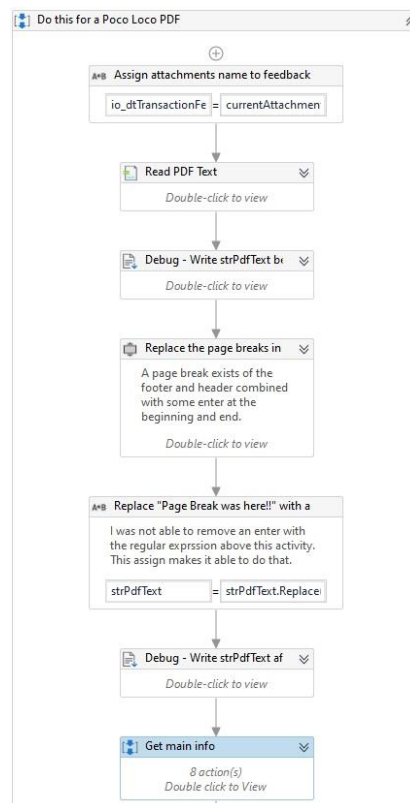 Do this for a Poco Loco PDF
A*B Assign attachments name to feedback
io_dtTransactionFe = currentAttachmen
Read PDF Text
Double-click to view
Debug - Write strPdfText be
Double-click to view
Replace the page breaks in
A page break exists of the
footer and header combined
with some enter at the
beginning and end.
Double-click to view
A*B Replace "Page Break was here!!" with a
I was not able to remove an enter with
the regular exprssion above this activity.
This assign makes it able to do that.
strPdfText = strPdfText.Replace(
Debug - Write strPdfText af
Double-click to view
Get main info
8 action(s)
Double click to View